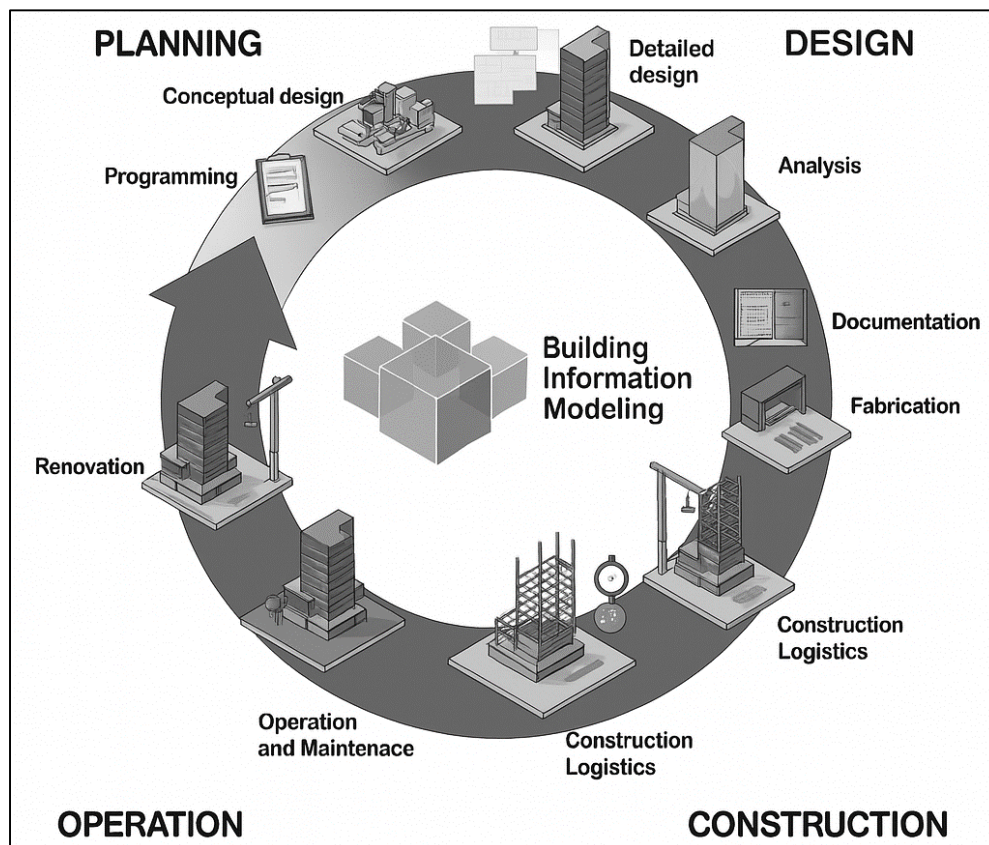 PLANNING
DESIGN
Detailed
design
Conceptual design
Analysis
Programming
Documentation
Building
Information
Modeling
Fabrication
Renovation
Construction
Logistics
Operation
and Maintenace
Construction
Logistics
OPERATION
CONSTRUCTION